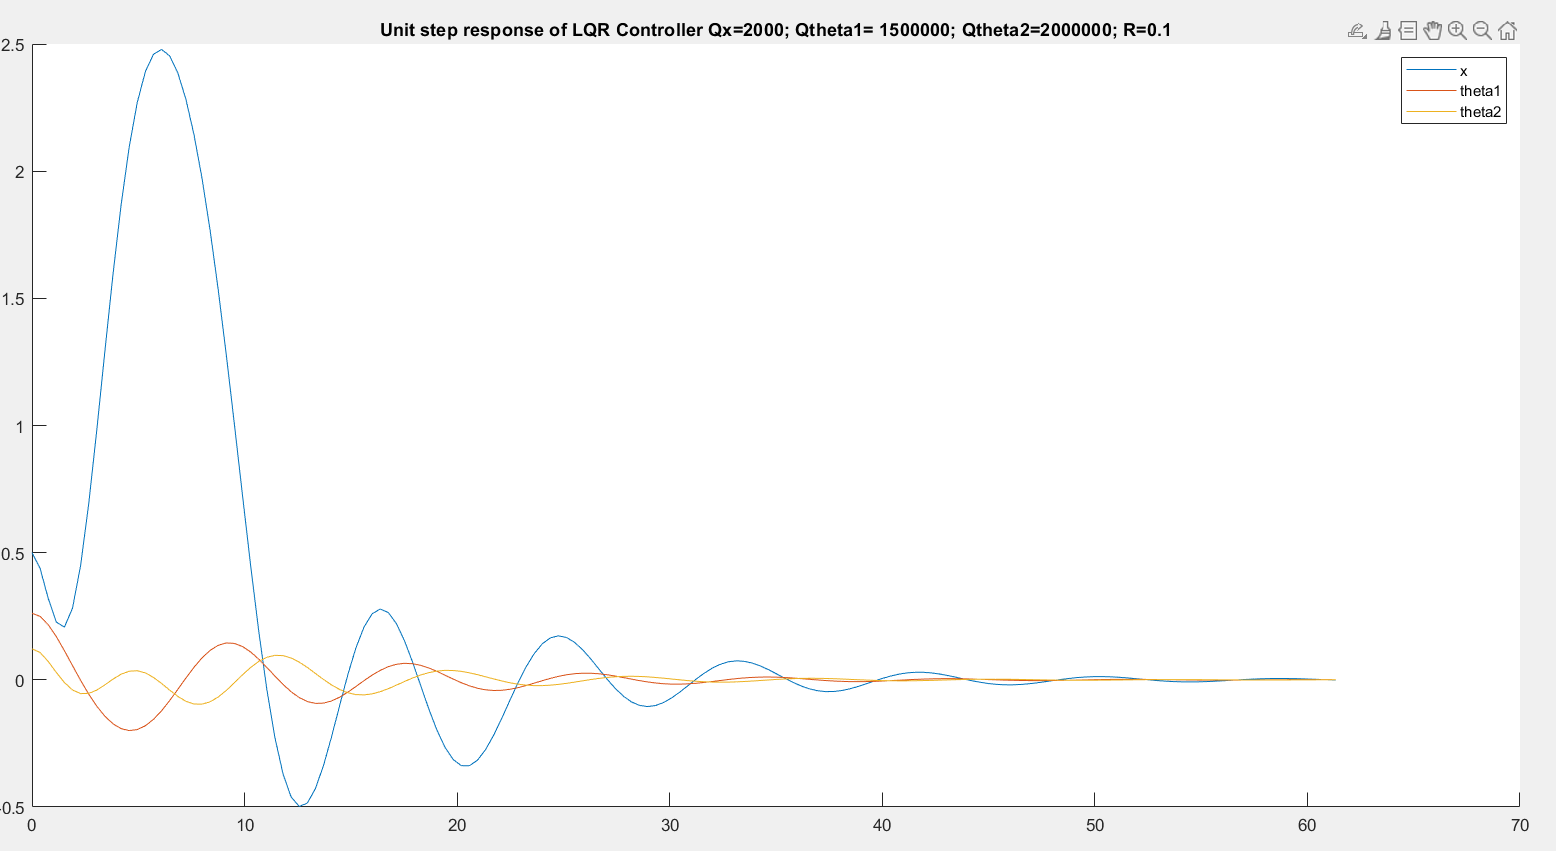 Unit step response of LQR Controller Qx=2000; Qtheta1= 1500000; Qtheta2=2000000; R=0.1
x
theta1
theta2
2.5
2
1.5
1
0.5
0
-0.5
0 10 20 30 40 50 60 70